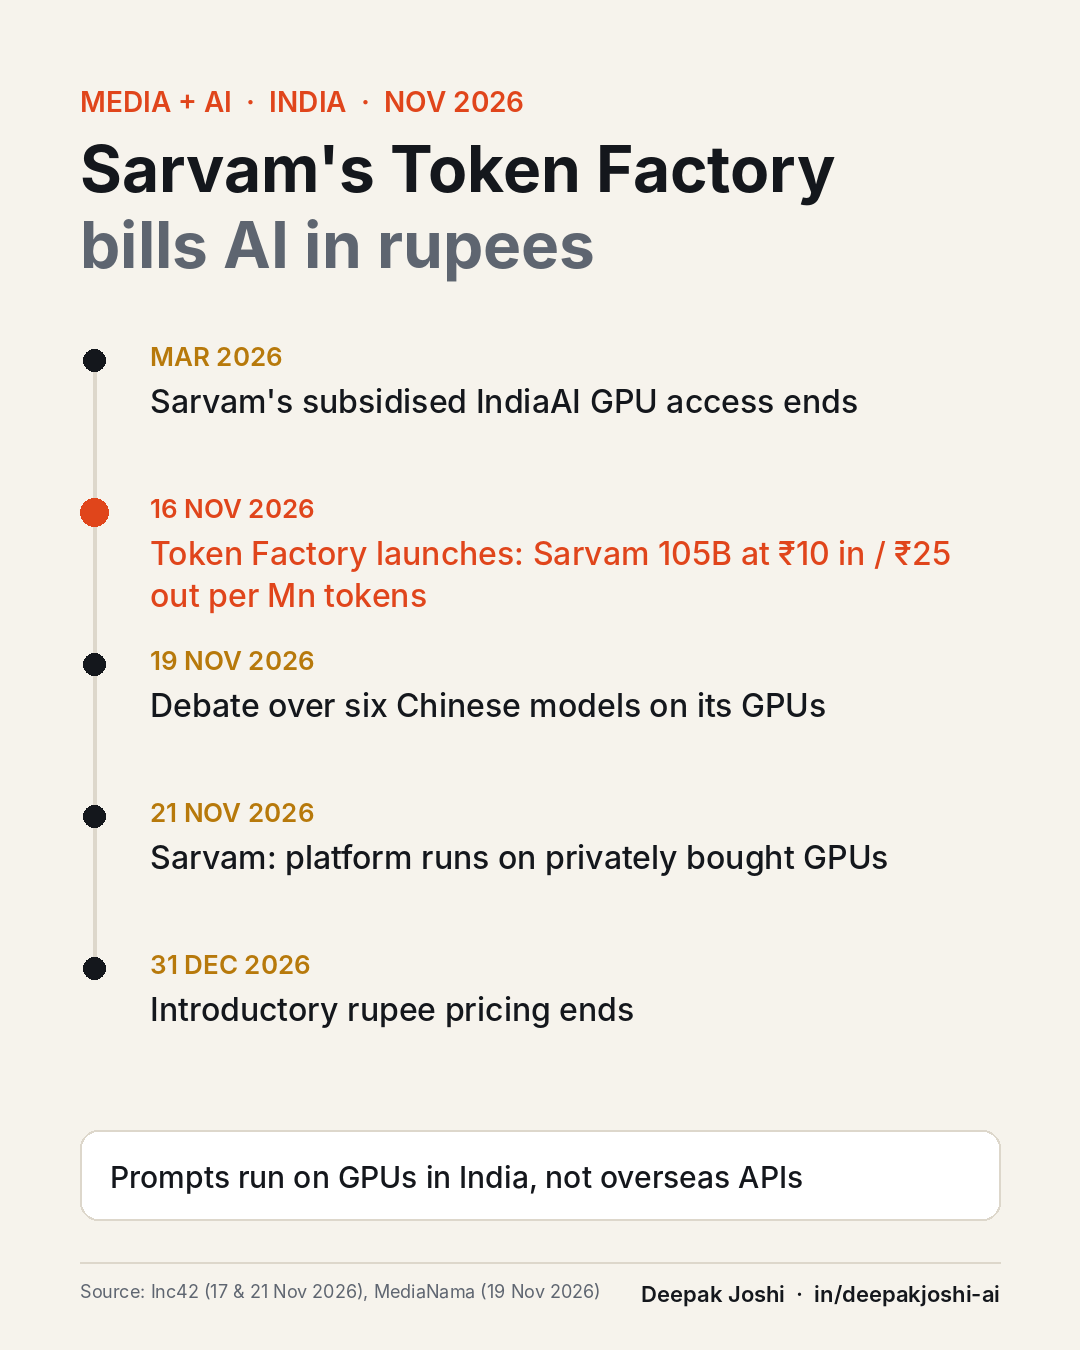 MEDIA + AI · INDIA · NOV 2026
Sarvam's Token Factory
bills AI in rupees
MAR 2026
Sarvam's subsidised IndiaAI GPU access ends
16 NOV 2026
Token Factory launches: Sarvam 105B at ₹10 in / ₹25
out per Mn tokens
19 NOV 2026
Debate over six Chinese models on its GPUs
21 NOV 2026
Sarvam: platform runs on privately bought GPUs
31 DEC 2026
Introductory rupee pricing ends
Prompts run on GPUs in India, not overseas APIs
Source: Inc42 (17 & 21 Nov 2026), MediaNama (19 Nov 2026)
Deepak Joshi · in/deepakjoshi-ai